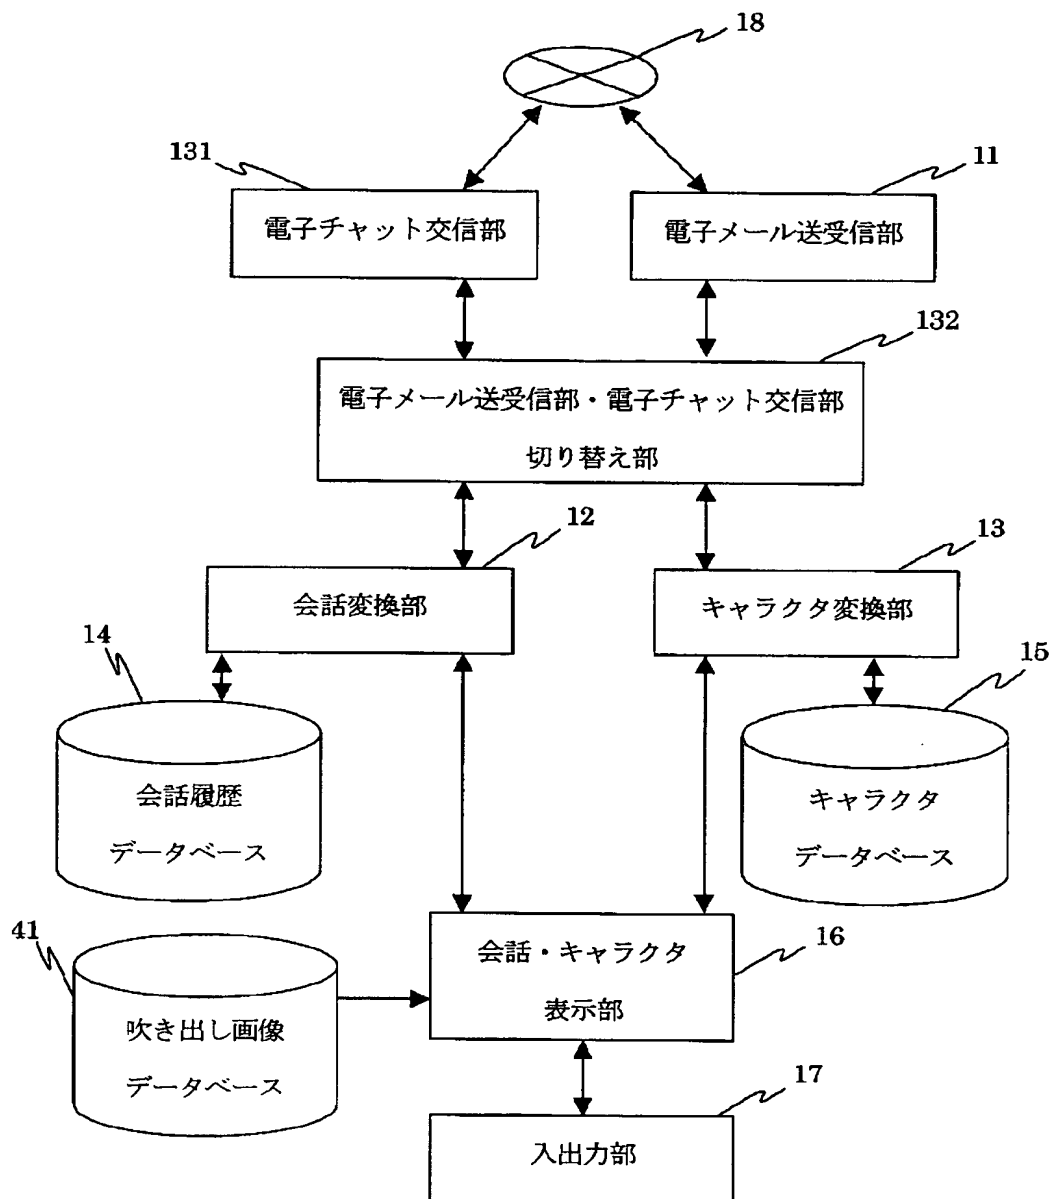 18
131
11
電子チャット交信部
電子メール送受信部
132
電子メール送受信部・電子チャット交信部
切り替え部
12
13
会話変換部
キャラクタ変換部
14
15
会話履歴
データベース
キャラクタ
データベース
41
16
会話・キャラクタ
表示部
吹き出し画像
データベース
17
入出力部